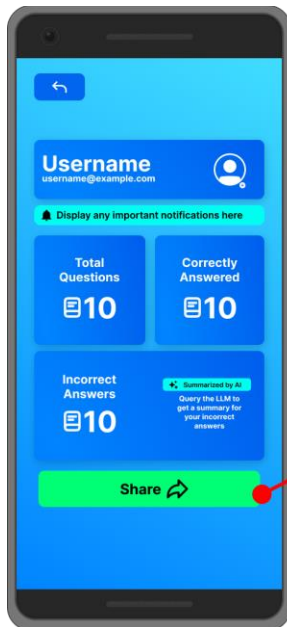 Username
username@example.com
Display any important notifications here
Total
Questions
10
Correctly
Answered
10
Incorrect
Answers
10
Summarized by AI
Query the LLM to
get a summary for
your incorrect
answers
Share